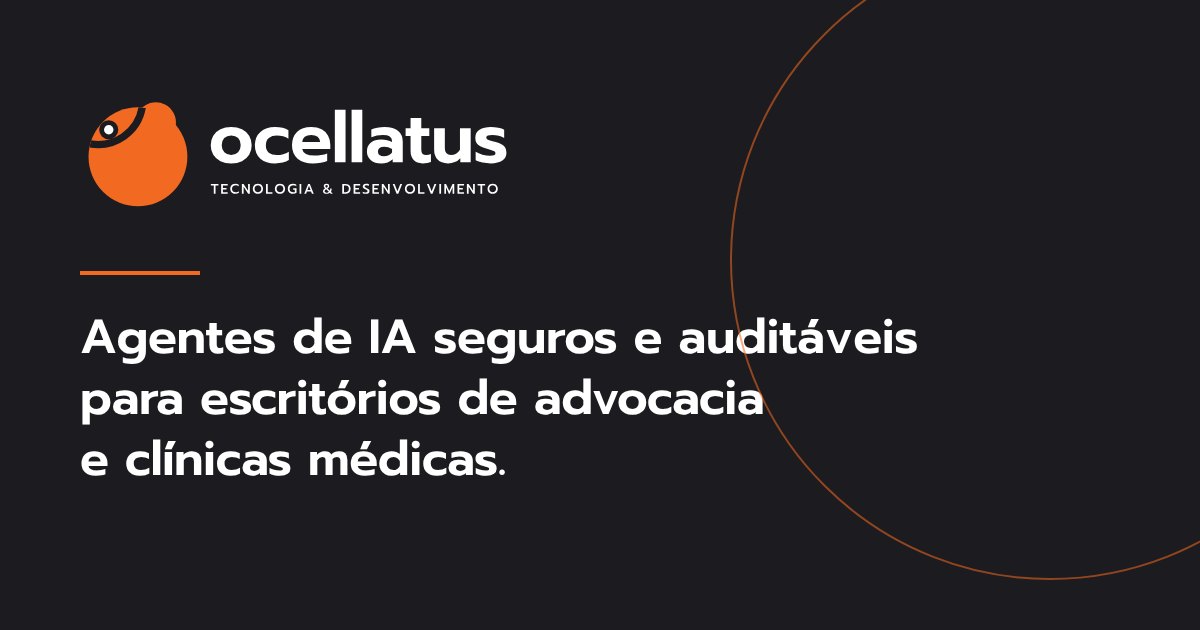 ocellatus
TECNOLOGIA & DESENVOLVIMENTO
Agentes de IA seguros e auditáveis
para escritórios de advocacia
e clínicas médicas.